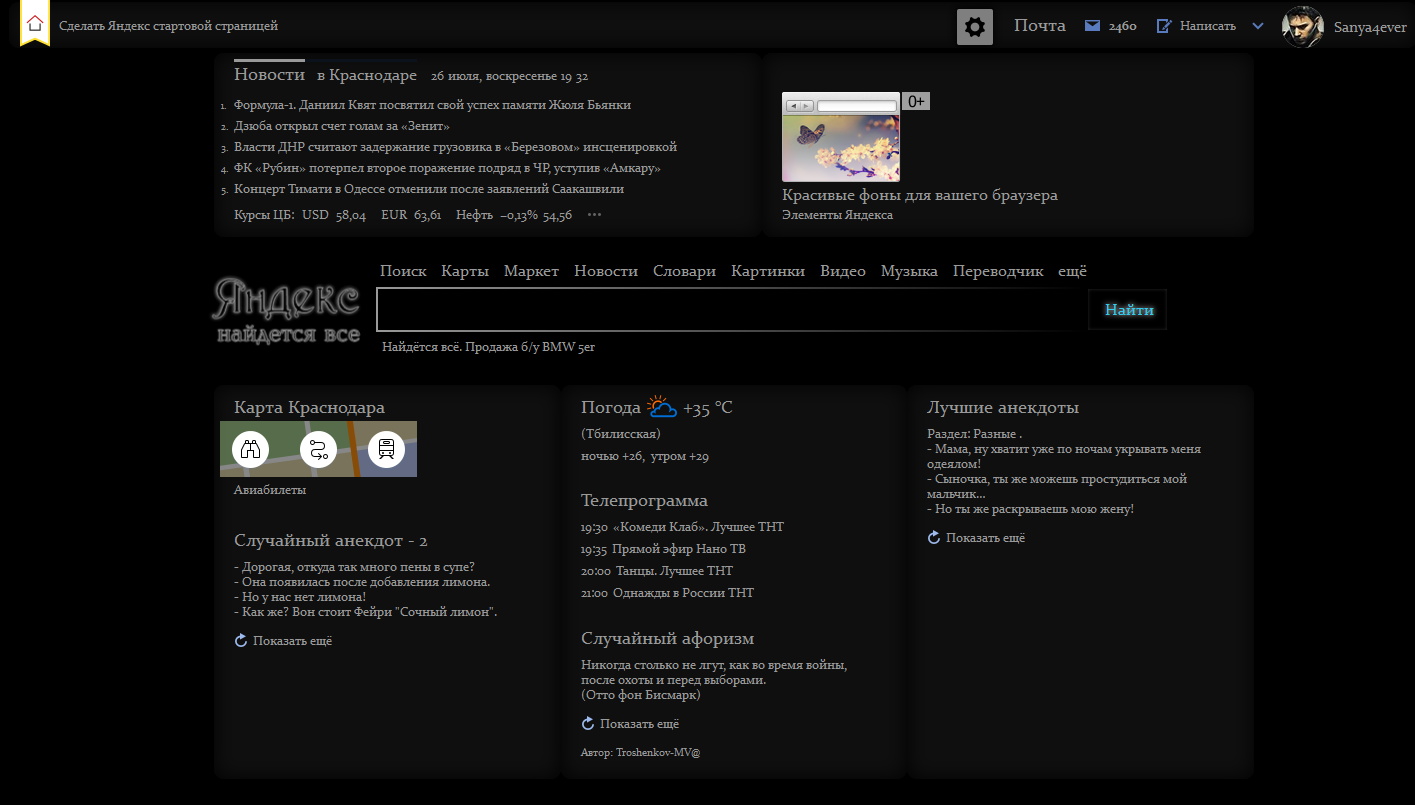 Сделать Яндекс стартовой страницей
Почта 2460 Написать Sanya4ever
Новости в Краснодаре 26 июля, воскресенье 19 32
1. Формула-1. Даниил Квят посвятил свой успех памяти Жюля Бьянки
2. Дзюба открыл счет голам за «Зенит»
3. Власти ДНР считают задержание грузовика в «Березовом» инсценировкой
4. ФК «Рубин» потерпел второе поражение подряд в ЧР, уступив «Амкару»
5. Концерт Тимати в Одессе отменили после заявлений Саакашвили
Курсы ЦБ: USD 58,04 EUR 63,61 Нефть −0,13% 54,56 •••
0+
Красивые фоны для вашего браузера
Элементы Яндекса
Поиск Карты Маркет Новости Словари Картинки Видео Музыка Переводчик ещё
Яндекс
найдется все
Найти
Найдётся всё. Продажа б/у BMW 5er
Карта Краснодара
Авиабилеты
Случайный анекдот - 2
- Дорогая, откуда так много пены в супе?
- Она появилась после добавления лимона.
- Но у нас нет лимона!
- Как же? Вон стоит Фейри "Сочный лимон".
Показать ещё
Погода +35 °C
(Тбилисская)
ночью +26, утром +29
Телепрограмма
19:30 «Комеди Клаб». Лучшее ТНТ
19:35 Прямой эфир Нано ТВ
20:00 Танцы. Лучшее ТНТ
21:00 Однажды в России ТНТ
Случайный афоризм
Никогда столько не лгут, как во время войны,
после охоты и перед выборами.
(Отто фон Бисмарк)
Показать ещё
Автор: Troshenkov-MV@
Лучшие анекдоты
Раздел: Разные .
- Мама, ну хватит уже по ночам укрывать меня
одеялом!
- Сыночка, ты же можешь простудиться мой
мальчик...
- Но ты же раскрываешь мою жену!
Показать ещё